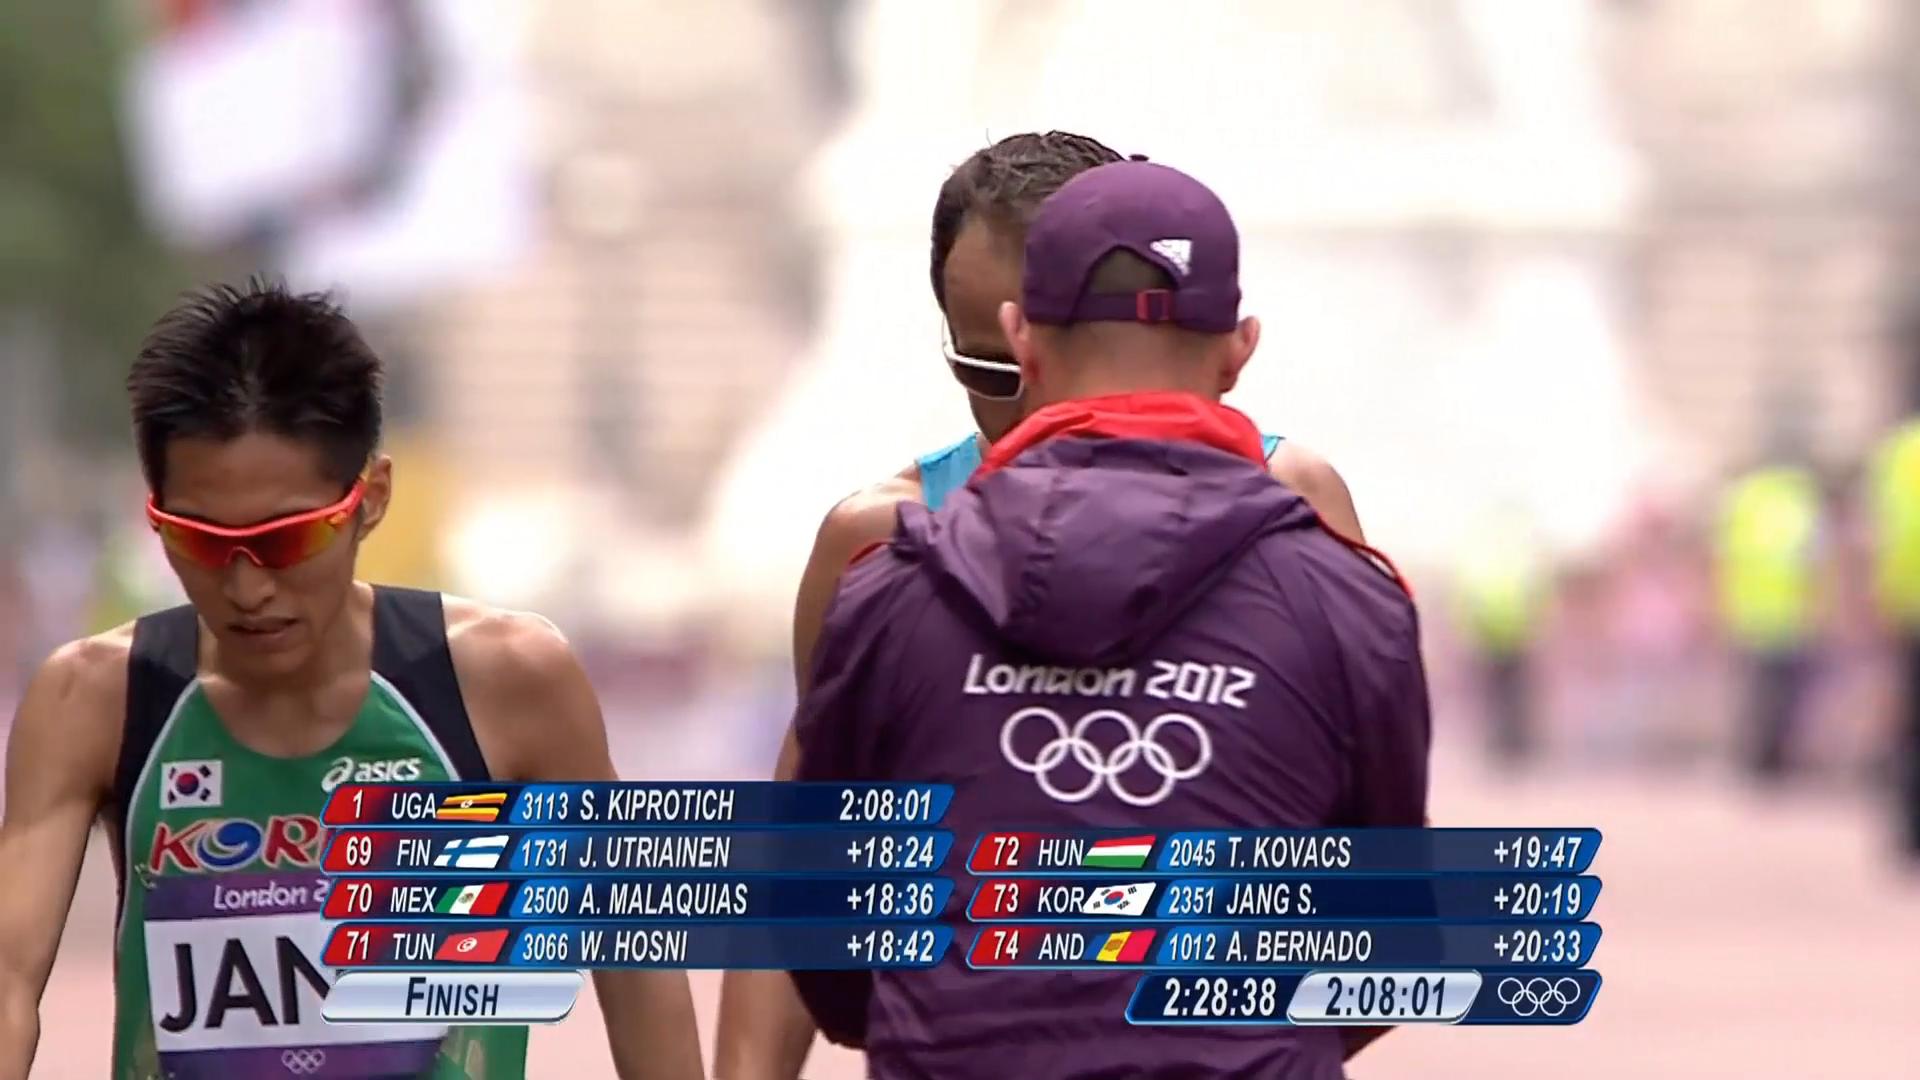 London 2012
asics
KOR
London 2
JAN
1 UGA 3113 S. KIPROTICH 2:08:01
69 FIN 1731 J. UTRIAINEN +18:24
70 MEX 2500 A. MALAQUIAS +18:36
71 TUN 3066 W. HOSNI +18:42
72 HUN 2045 T. KOVACS +19:47
73 KOR 2351 JANG S. +20:19
74 AND 1012 A. BERNADO +20:33
FINISH
2:28:38 2:08:01